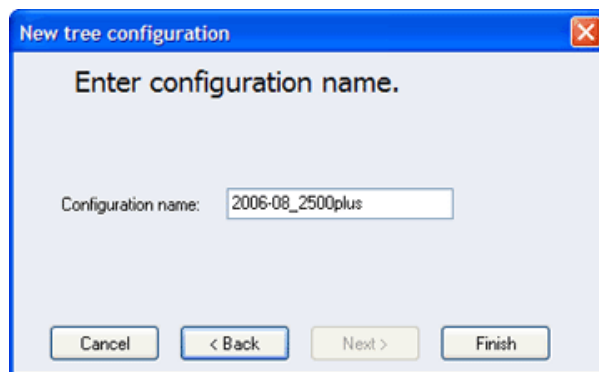 New tree configuration
Enter configuration name.
Configuration name: 2006-08_2500plus
Cancel < Back Next > Finish